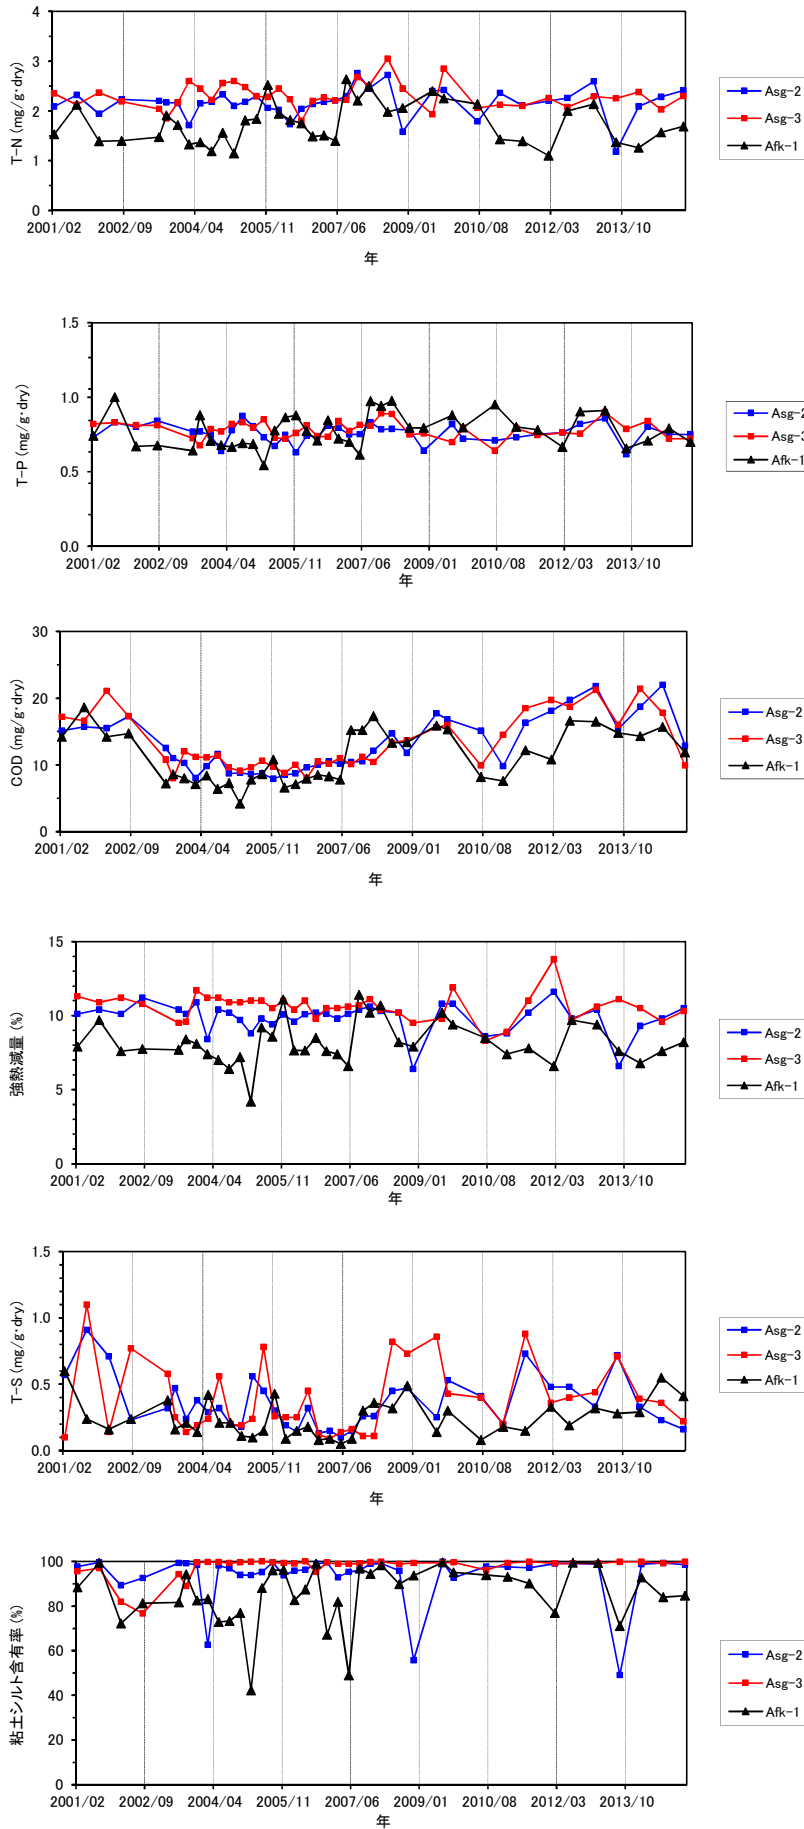 4
3
2
1
0
T-N (mg/g·dry)
2001/02 2002/09 2004/04 2005/11 2007/06 2009/01 2010/08 2012/03 2013/10
年
Asg-2
Asg-3
Afk-1
1.5
1.0
0.5
0.0
T-P (mg/g·dry)
2001/02 2002/09 2004/04 2005/11 2007/06 2009/01 2010/08 2012/03 2013/10
年
Asg-2
Asg-3
Afk-1
30
20
10
0
COD (mg/g·dry)
2001/02 2002/09 2004/04 2005/11 2007/06 2009/01 2010/08 2012/03 2013/10
年
Asg-2
Asg-3
Afk-1
15
10
5
0
強熱減量 (%)
2001/02 2002/09 2004/04 2005/11 2007/06 2009/01 2010/08 2012/03 2013/10
年
Asg-2
Asg-3
Afk-1
1.5
1.0
0.5
0.0
T-S (mg/g·dry)
2001/02 2002/09 2004/04 2005/11 2007/06 2009/01 2010/08 2012/03 2013/10
年
Asg-2
Asg-3
Afk-1
100
80
60
40
20
0
粘土シルト含有率 (%)
2001/02 2002/09 2004/04 2005/11 2007/06 2009/01 2010/08 2012/03 2013/10
年
Asg-2
Asg-3
Afk-1